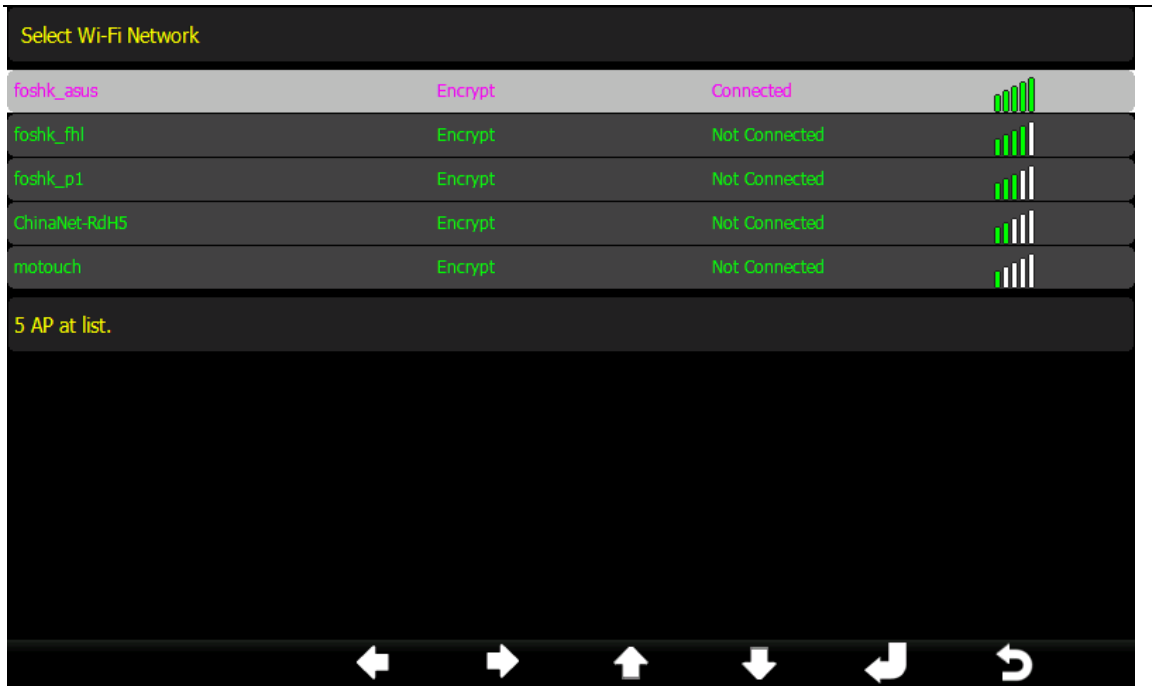 Select Wi-Fi Network
foshk_asus Encrypt Connected
foshk_fhl Encrypt Not Connected
foshk_p1 Encrypt Not Connected
ChinaNet-RdH5 Encrypt Not Connected
motouch Encrypt Not Connected
5 AP at list.